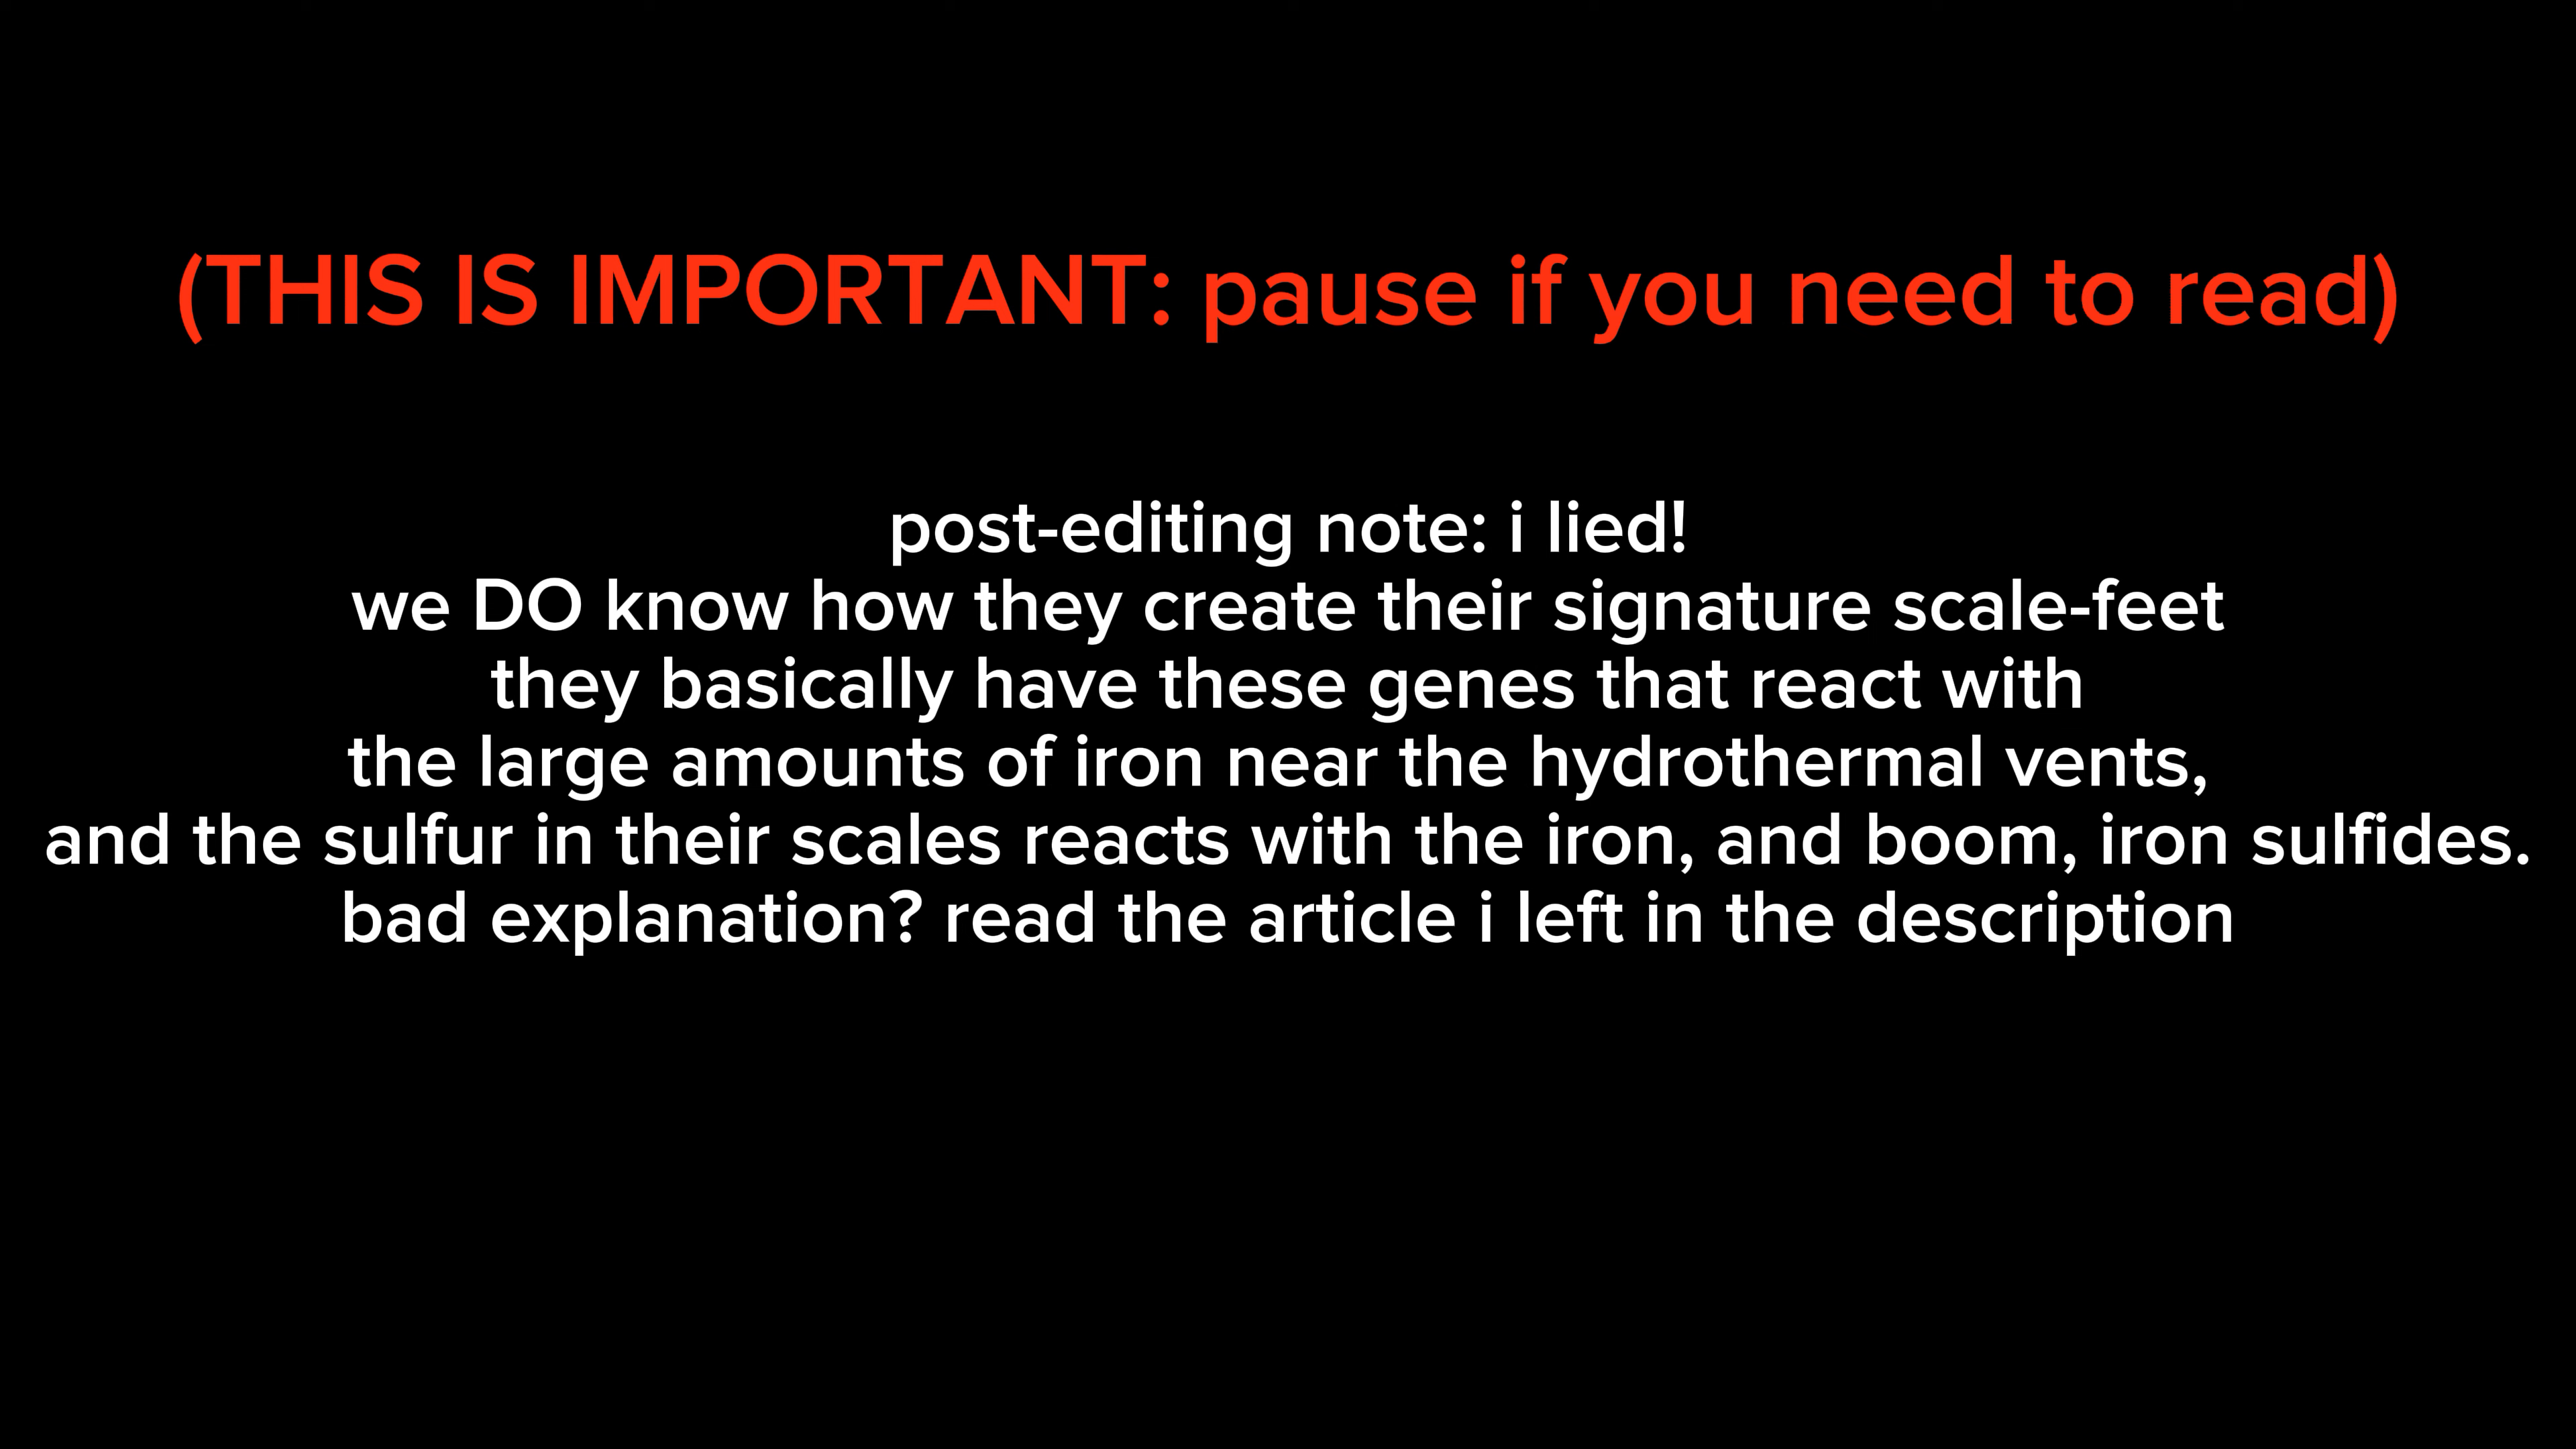 (THIS IS IMPORTANT: pause if you need to read)
post-editing note: i lied!
we DO know how they create their signature scale-feet
they basically have these genes that react with
the large amounts of iron near the hydrothermal vents,
and the sulfur in their scales reacts with the iron, and boom, iron sulfides.
bad explanation? read the article i left in the description